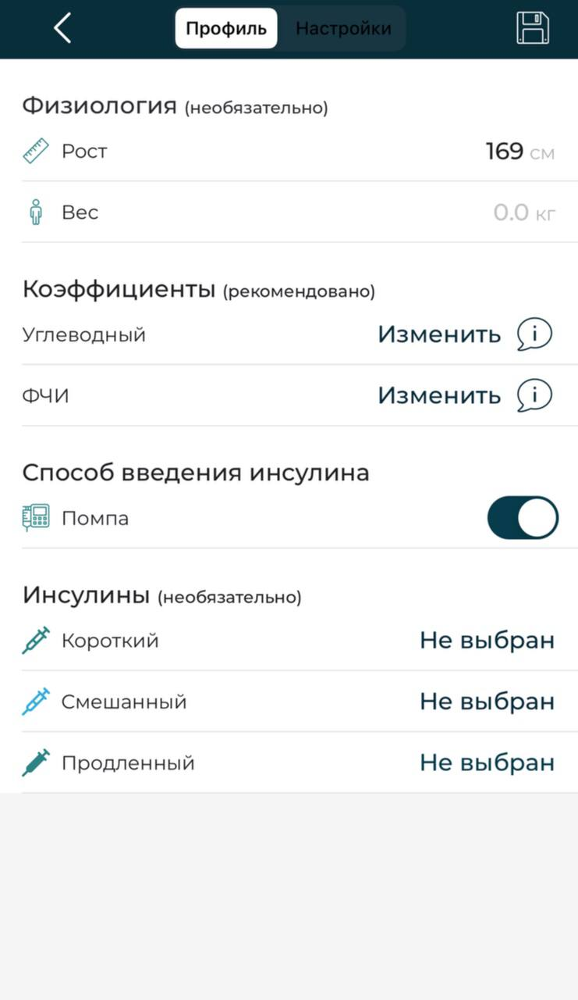 Профиль Настройки
Физиология (необязательно)
Рост 169 см
Вес 0.0 кг
Коэффициенты (рекомендовано)
Углеводный Изменить i
ФЧИ Изменить i
Способ введения инсулина
Помпа
Инсулины (необязательно)
Короткий Не выбран
Смешанный Не выбран
Продленный Не выбран